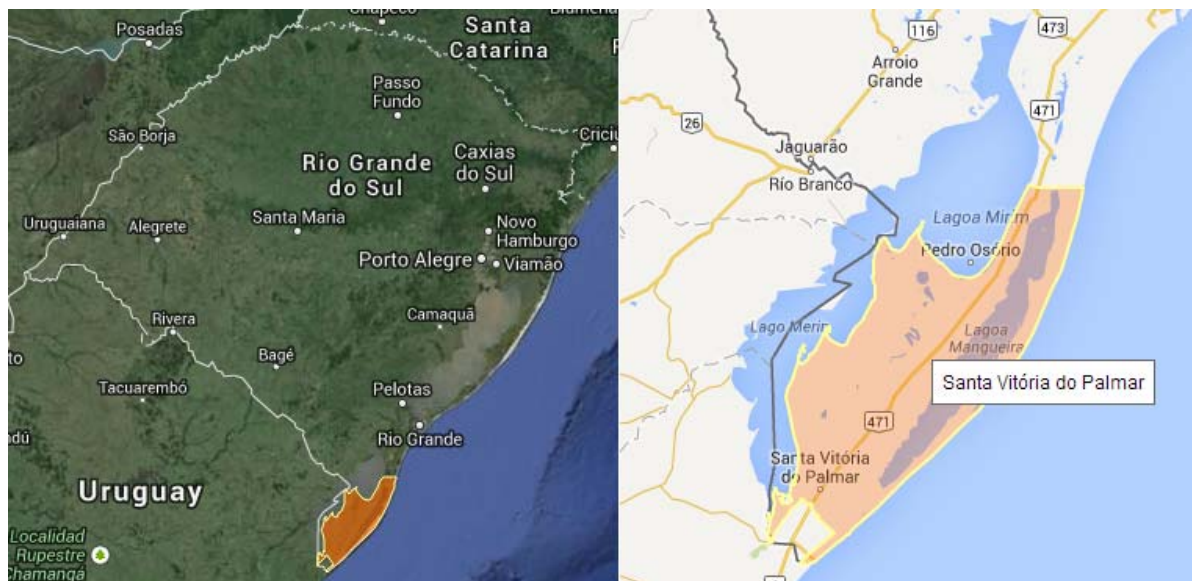 Posadas
Santa
Catarina
Passo
Fundo
São Borja
Rio Grande
do Sul
Caxias
do Sul
Uruguaiana
Alegrete
Santa Maria
Novo
Hamburgo
Porto Alegre
Viamão
Rivera
Camaquã
Bagé
Tacuarembó
Pelotas
Rio Grande
Uruguay
Localidad
Rupestre
Chamangá
116
473
Arroio
Grande
471
26
Jaguarão
Río Branco
Lagoa Mirim
Pedro Osório
Lago Merin
Lagoa
Mangueira
Santa Vitória do Palmar
471
Santa Vitória
do Palmar